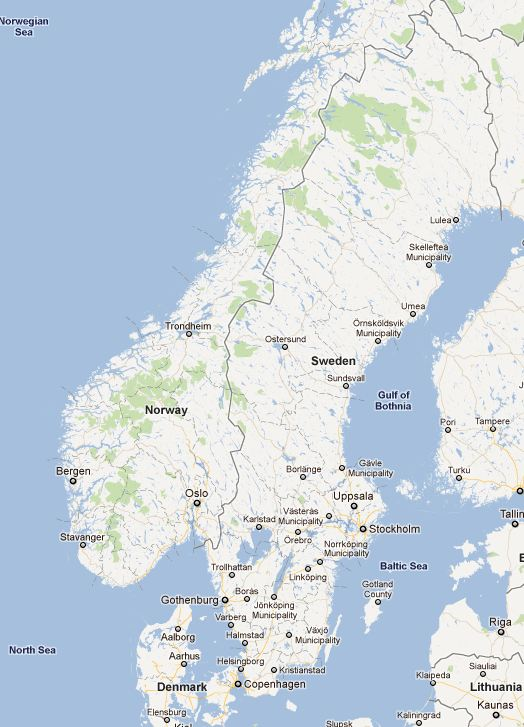 Norwegian
Sea
Lulea
Skelleftea
Municipality
Umea
Trondheim
Örnsköldsvik
Municipality
Ostersund
Sweden
Sundsvall
Gulf of
Bothnia
Norway
Pori
Tampere
Bergen
Borlänge
Gävle
Municipality
Turku
Oslo
Uppsala
Västerås
Municipality
Karlstad
Stockholm
Tallin
Stavanger
Orebro
Norrköping
Municipality
Baltic Sea
E
Trollhattan
Linköping
Gotland
County
Gothenburg
Borås
Jönköping
Municipality
Varberg
Riga
Aalborg
Halmstad
Växjö
Municipality
North Sea
Aarhus
Helsingborg
Kristianstad
Siauliai
Klaipeda
Denmark
Copenhagen
Lithuania
Kaunas
Flensburg
Kiel
Slupsk
Kaliningrad